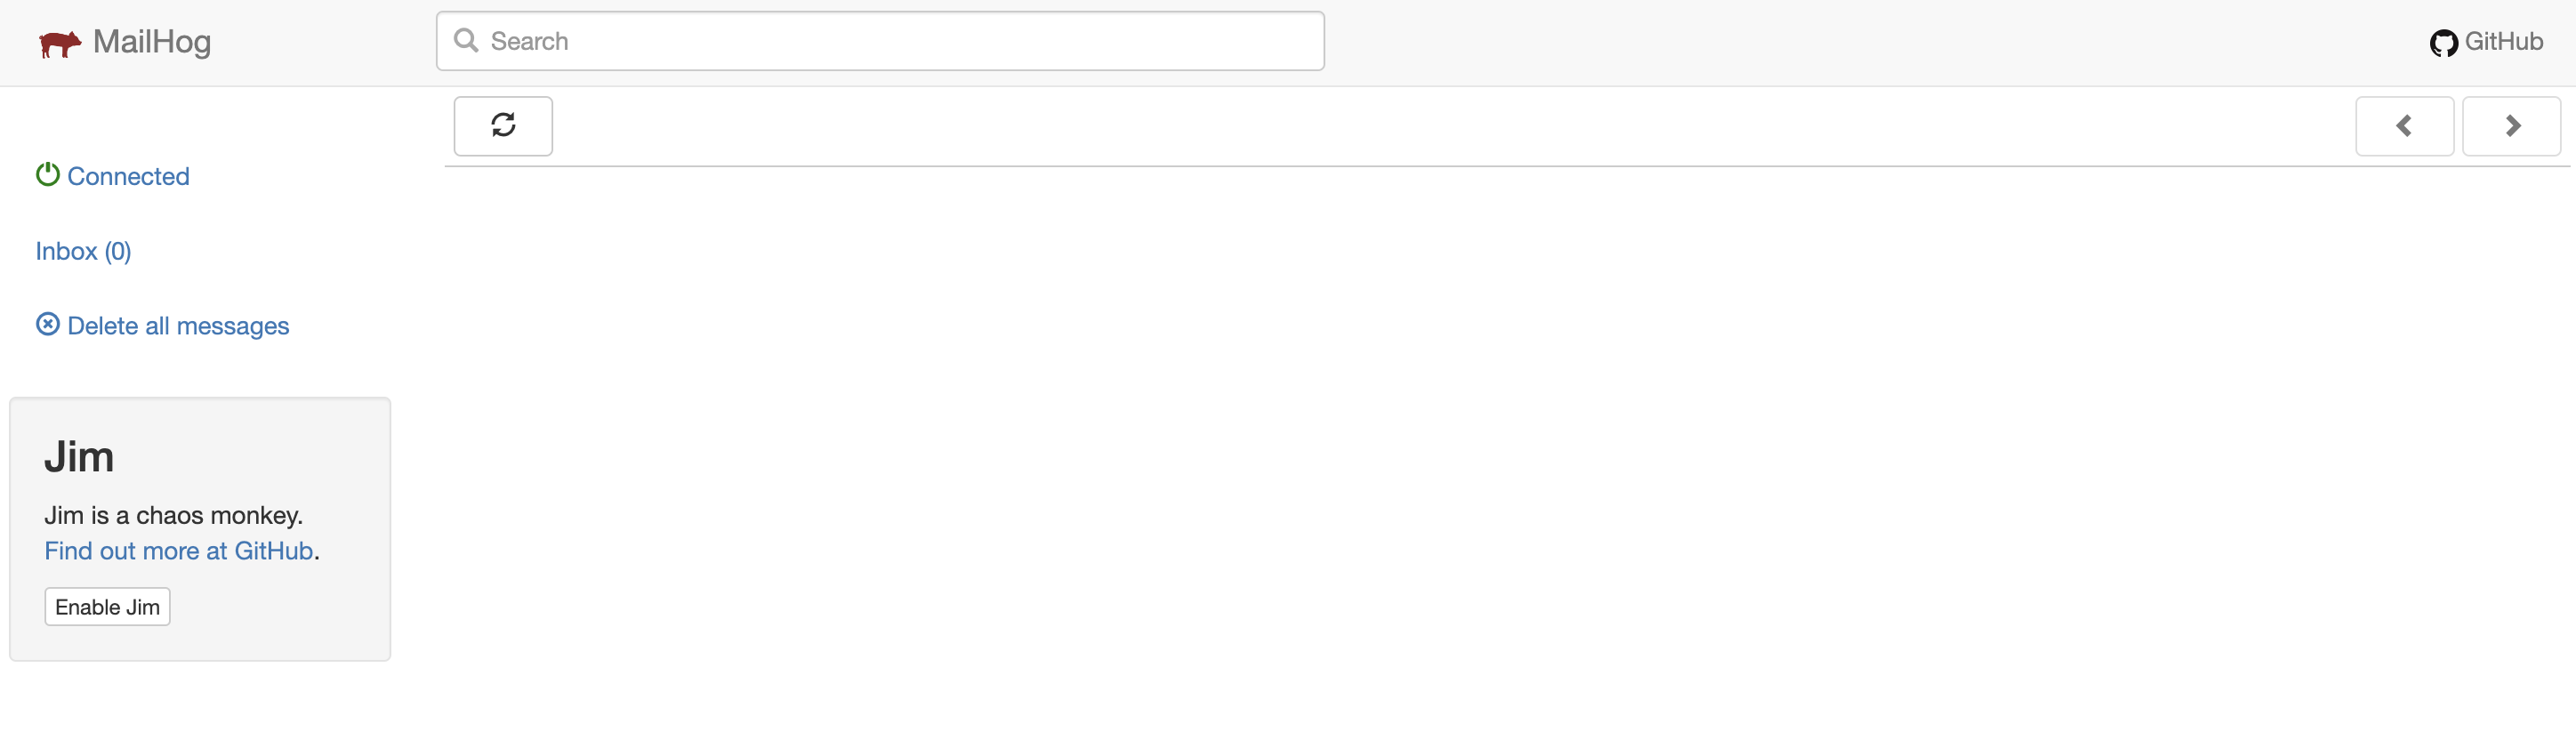 MailHog
Search
GitHub
Connected
Inbox (0)
Delete all messages
Jim
Jim is a chaos monkey.
Find out more at GitHub.
Enable Jim